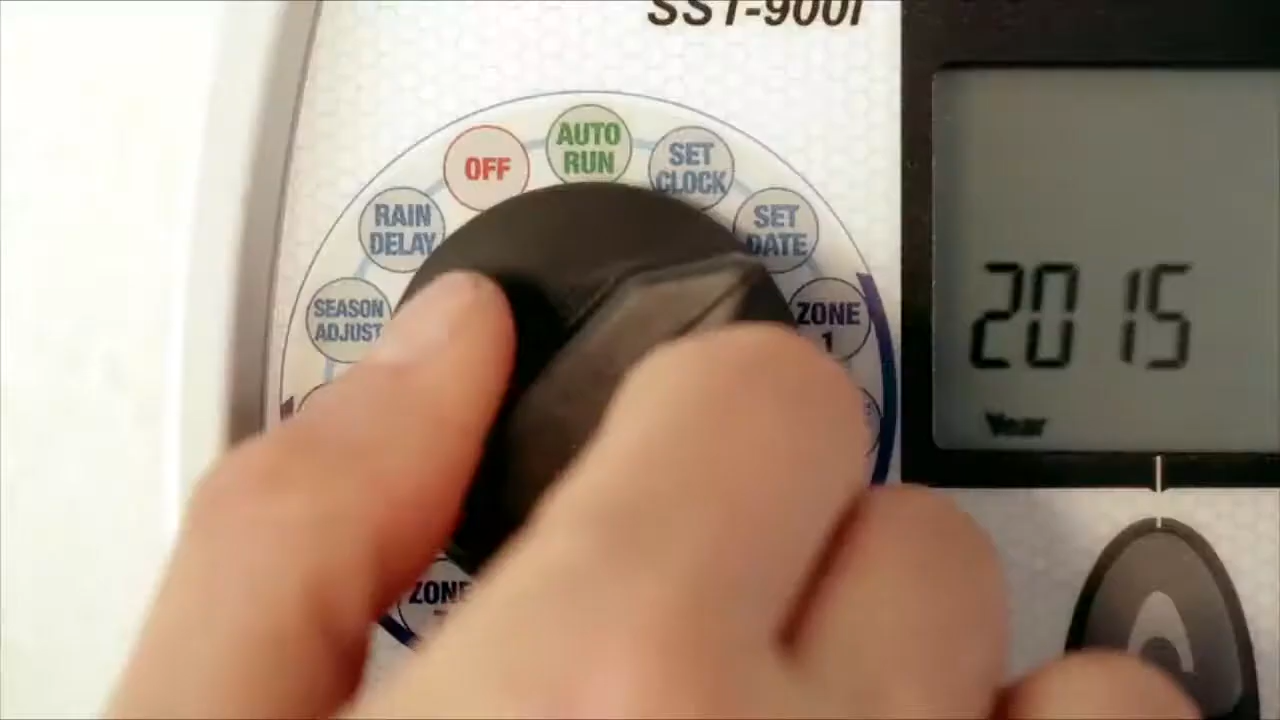 SST-900i
OFF
AUTO
RUN
SET
CLOCK
RAIN
DELAY
SET
DATE
SEASON
ADJUST
ZONE
1
2015
Year
ZONE